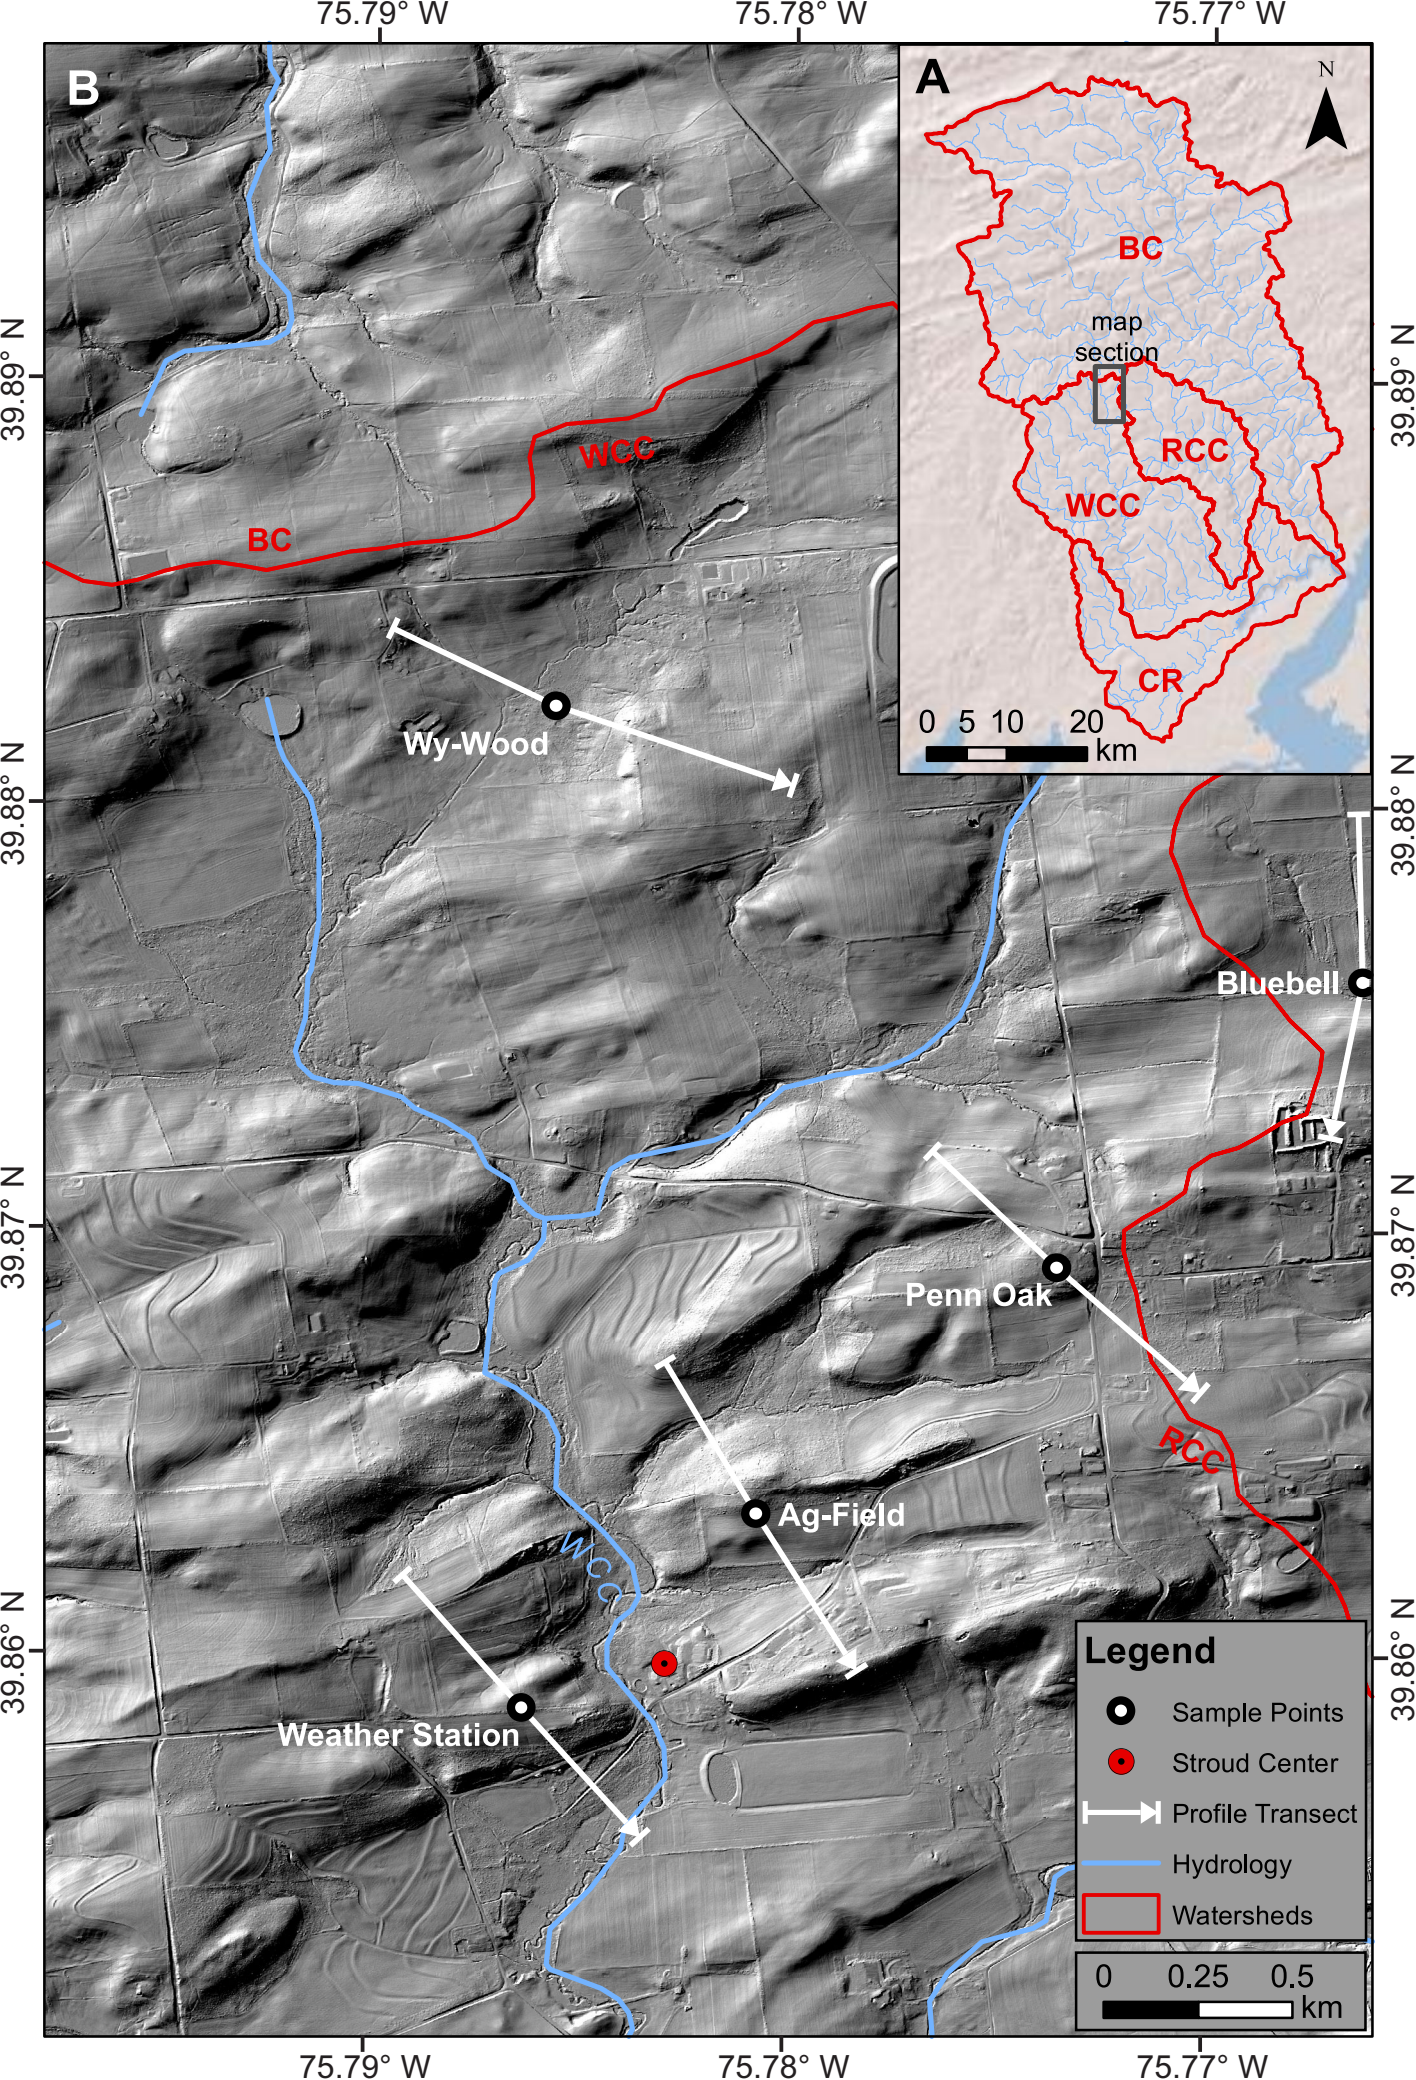 75.79° W 75.78° W 75.77° W
B
A
N
BC
map
section
RCC
WCC
CR
0 5 10 20
km
39.89° N
39.89° N
WCC
BC
Wy-Wood
39.88° N
39.88° N
Bluebell
39.87° N
39.87° N
Penn Oak
RCC
Ag-Field
WCC
39.86° N
39.89° N
Weather Station
Legend
Sample Points
Stroud Center
Profile Transect
Hydrology
Watersheds
0 0.25 0.5
km
75.79° W 75.78° W 75.77° W